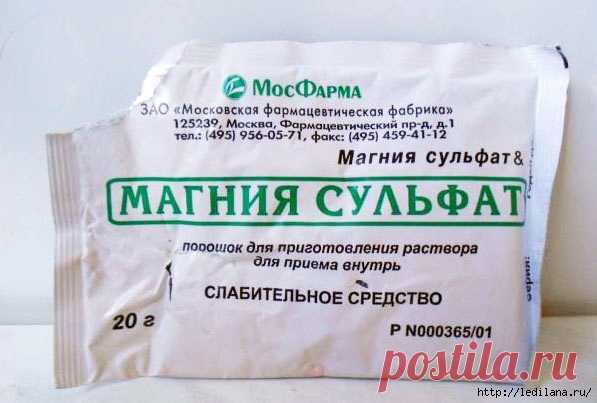 МосФарма
ЗАО «Московская фармацевтическая фабрика»
125239, Москва, Фармацевтический пр-д, д.1
тел.: (495) 956-05-71, факс: (495) 459-41-12
Магния сульфат&
МАГНИЯ СУЛЬФАТ
порошок для приготовления раствора
для приема внутрь
СЛАБИТЕЛЬНОЕ СРЕДСТВО
20 г
Р N000365/01
Серия:
postila.ru
http://ledilana.ru/